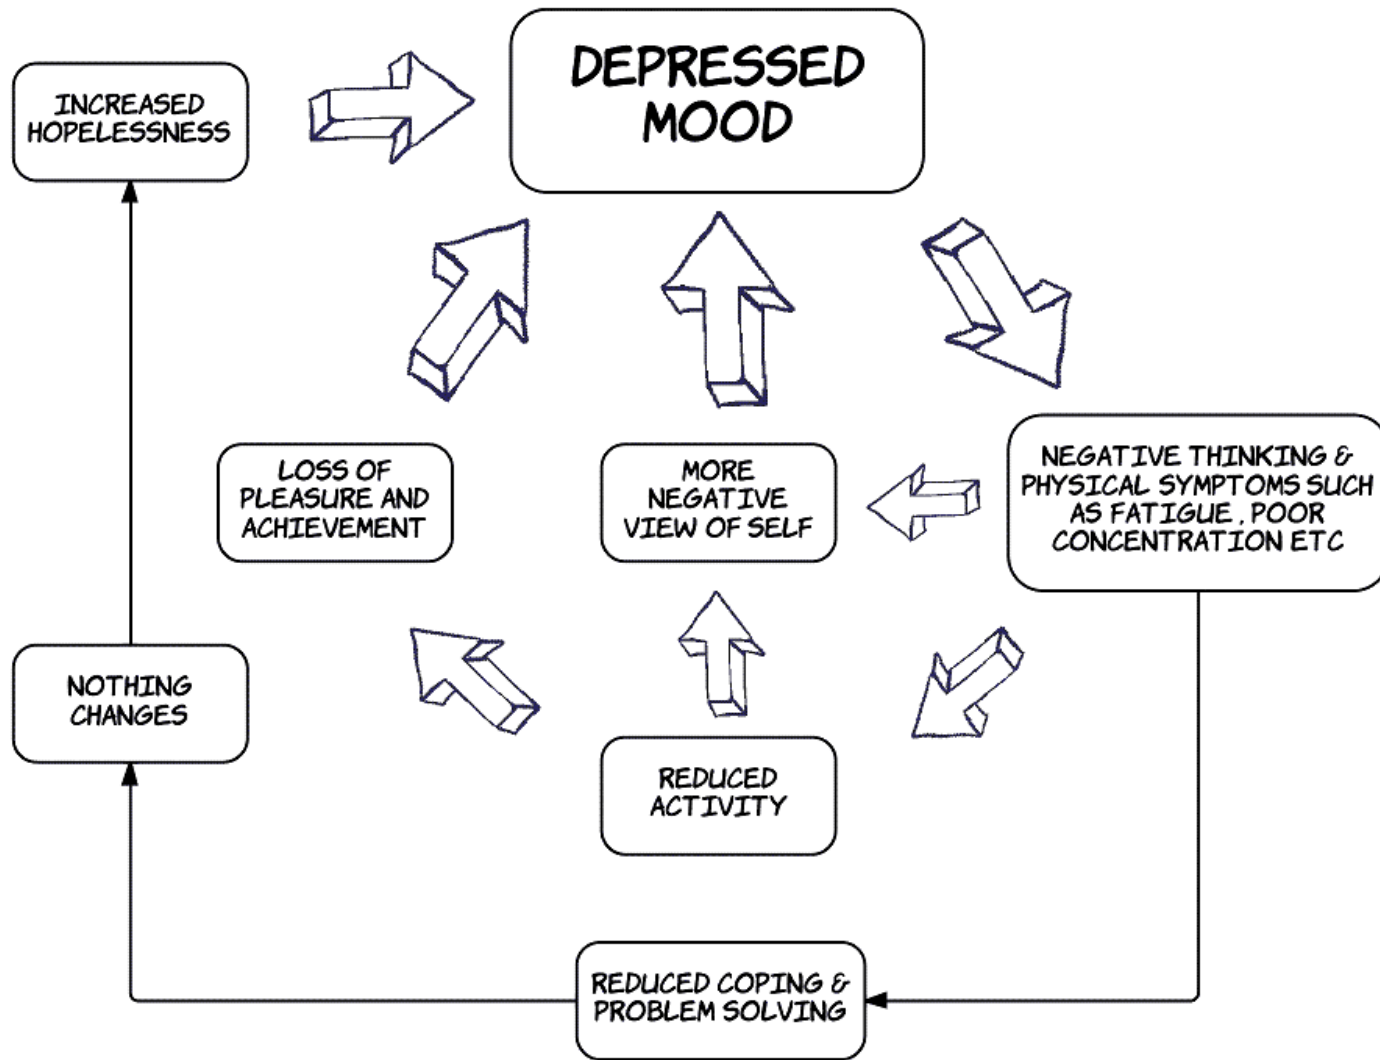 DEPRESSED
MOOD
INCREASED
HOPELESSNESS
LOSS OF
PLEASURE AND
ACHIEVEMENT
MORE
NEGATIVE
VIEW OF SELF
NEGATIVE THINKING &
PHYSICAL SYMPTOMS SUCH
AS FATIGUE, POOR
CONCENTRATION ETC
NOTHING
CHANGES
REDUCED
ACTIVITY
REDUCED COPING &
PROBLEM SOLVING